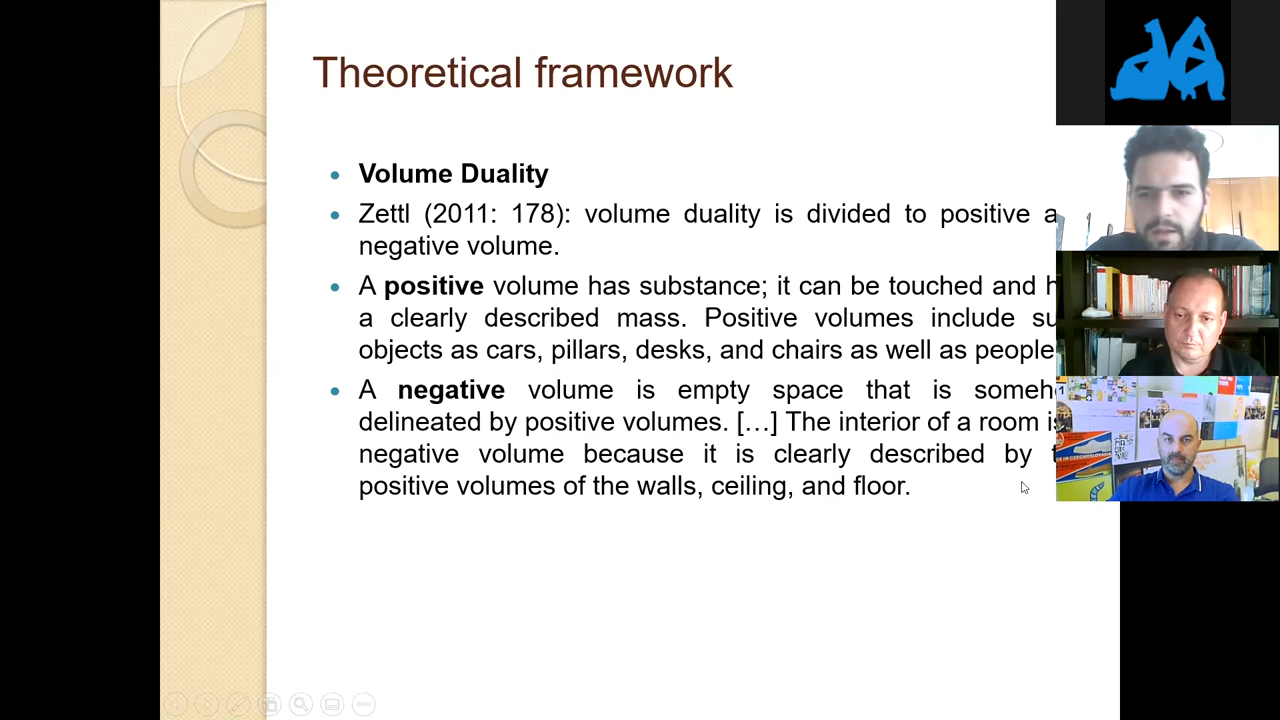 Theoretical framework
Volume Duality
Zettl (2011: 178): volume duality is divided to positive a
negative volume.
A positive volume has substance; it can be touched and h
a clearly described mass. Positive volumes include su
objects as cars, pillars, desks, and chairs as well as people
A negative volume is empty space that is someh
delineated by positive volumes. […] The interior of a room is
negative volume because it is clearly described by t
positive volumes of the walls, ceiling, and floor.